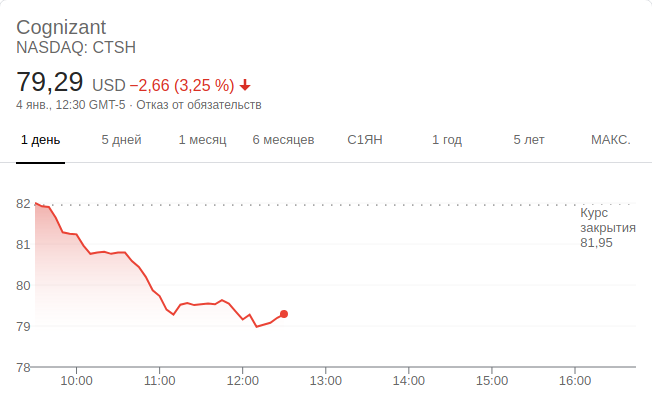 Cognizant
NASDAQ: CTSH
79,29 USD −2,66 (3,25 %)
4 янв., 12:30 GMT-5 · Отказ от обязательств
1 день 5 дней 1 месяц 6 месяцев С1ЯН 1 год 5 лет МАКС.
82
Курс
закрытия
81,95
81
80
79
78
10:00 11:00 12:00 13:00 14:00 15:00 16:00